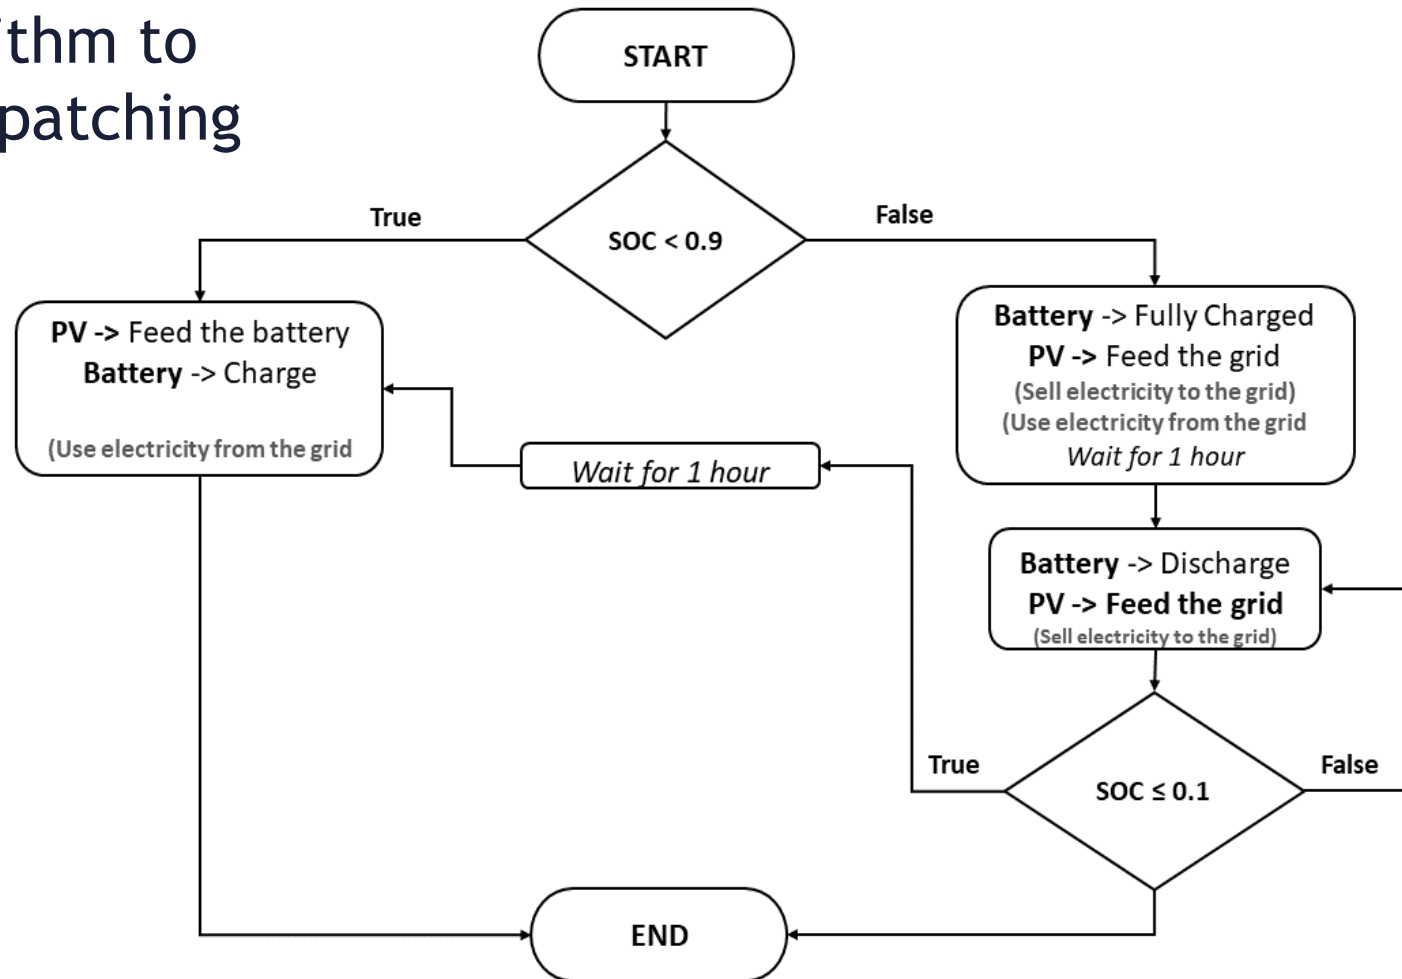 ithm to
patching
START
True
SOC < 0.9
False
PV -> Feed the battery
Battery -> Charge
(Use electricity from the grid
Battery -> Fully Charged
PV -> Feed the grid
(Sell electricity to the grid)
(Use electricity from the grid
Wait for 1 hour
Wait for 1 hour
Battery -> Discharge
PV -> Feed the grid
(Sell electricity to the grid)
True
SOC ≤ 0.1
False
END